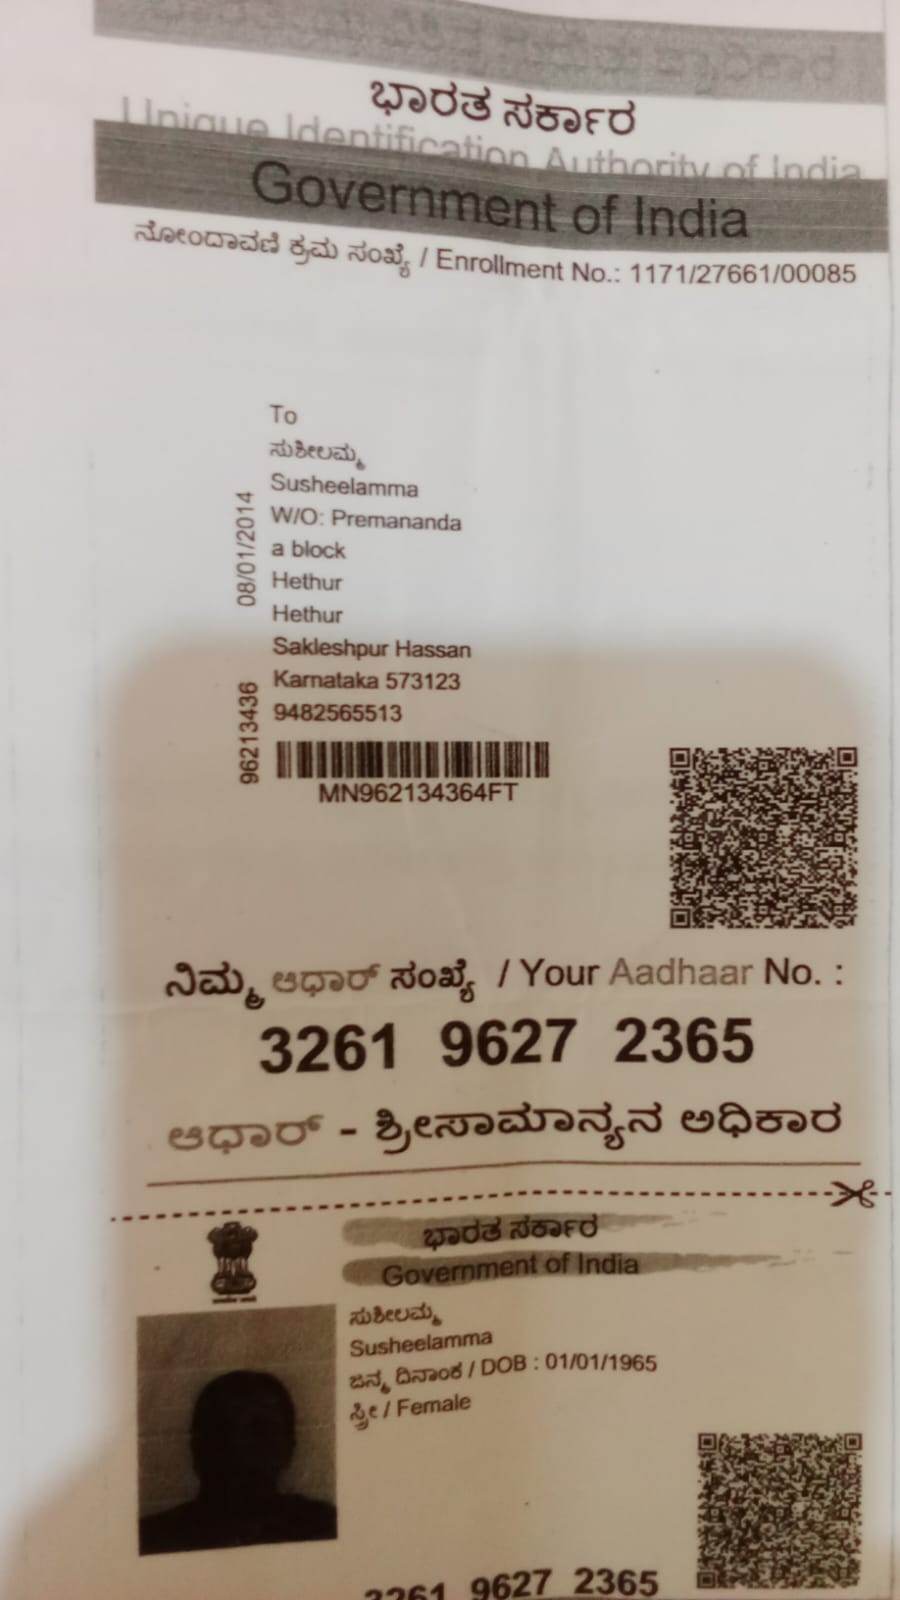 ಭಾರತ ಸರ್ಕಾರ
Unique Identification Authority of India
Government of India
ನೋಂದಾವಣಿ ಕ್ರಮ ಸಂಖ್ಯೆ / Enrollment No.: 1171/27661/00085
To
ಸುಶೀಲಮ್ಮ
Susheelamma
W/O: Premananda
a block
Hethur
Hethur
Sakleshpur Hassan
Karnataka 573123
9482565513
08/01/2014
96213436
MN962134364FT
ನಿಮ್ಮ ಆಧಾರ್ ಸಂಖ್ಯೆ / Your Aadhaar No. :
3261 9627 2365
ಆಧಾರ್ - ಶ್ರೀಸಾಮಾನ್ಯನ ಅಧಿಕಾರ
ಭಾರತ ಸರ್ಕಾರ
Government of India
ಸುಶೀಲಮ್ಮ
Susheelamma
ಜನ್ಮ ದಿನಾಂಕ / DOB : 01/01/1965
ಸ್ತ್ರೀ / Female
3261 9627 2365